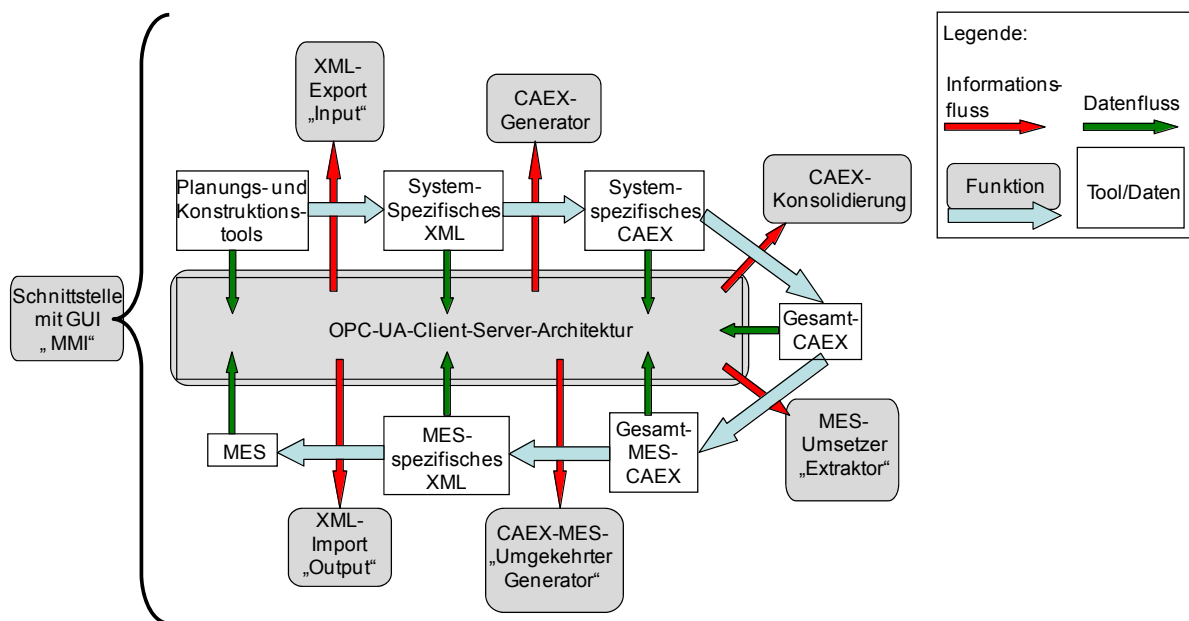 XML-
Export
„Input“
CAEX-
Generator
Legende:
Informations-
fluss
Datenfluss
Funktion
Tool/Daten
Planungs- und
Konstruktions-
tools
System-
Spezifisches
XML
System-
spezifisches
CAEX
CAEX-
Konsolidierung
Schnittstelle
mit GUI
„ MMI“
OPC-UA-Client-Server-Architektur
Gesamt-
CAEX
MES
MES-
spezifisches
XML
Gesamt-
MES-
CAEX
MES-
Umsetzer
„Extraktor“
XML-
Import
„Output“
CAEX-MES-
„Umgekehrter
Generator“